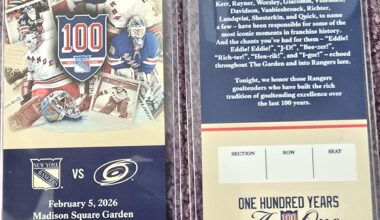 100
NEW YORK
RANGERS
VS
February 5, 2026
Madison Square Garden
Kerr, Rayner, Worsley, Giacomin, Villemure,
Davidson, Vanbiesbrouck, Richter,
Lundqvist, Shesterkin, and Quick, to name
a few – have been responsible for some of the
most iconic moments in franchise history.
And the chants you've had for them – "Eddie!
Eddie! Eddie!", "J-D!", "Bee-zer!",
"Rich-ter!", "Hen-rik!", and "I-gor!" – echoed
throughout The Garden and into Rangers lore.
Tonight, we honor those Rangers
goaltenders who have built the rich
tradition of goaltending excellence over
the last 100 years.
SECTION ROW SEAT
ONE HUNDRED YEARS
100
One